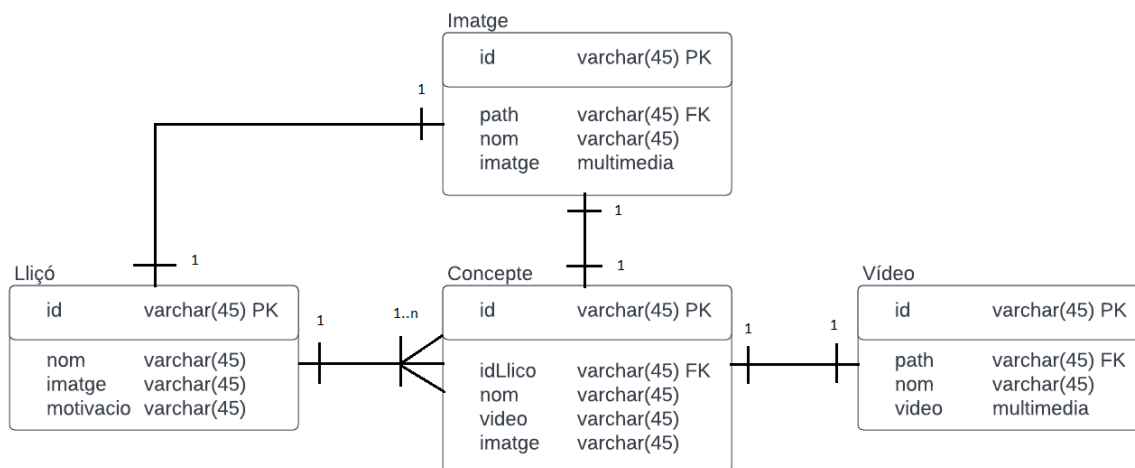 Imatge
id varchar(45) PK
path varchar(45) FK
nom varchar(45)
imatge multimedia
1
1
1
1
Lliçó
id varchar(45) PK
nom varchar(45)
imatge varchar(45)
motivacio varchar(45)
1
1..n
Concepte
id varchar(45) PK
idLlico varchar(45) FK
nom varchar(45)
video varchar(45)
imatge varchar(45)
1
1
Vídeo
id varchar(45) PK
path varchar(45) FK
nom varchar(45)
video multimedia